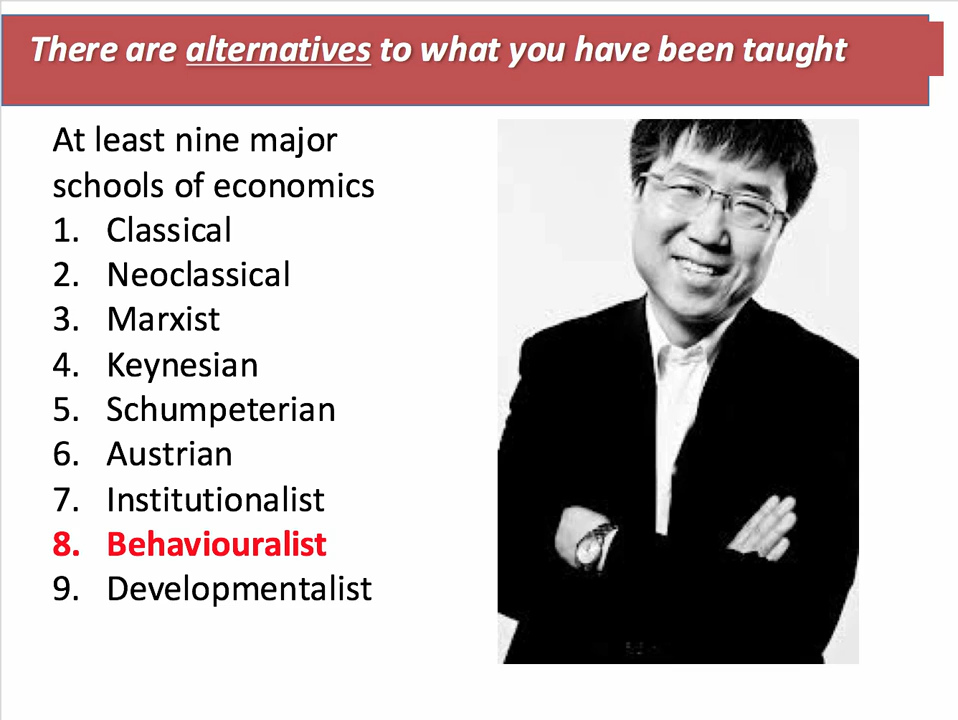 There are alternatives to what you have been taught
At least nine major
schools of economics
1. Classical
2. Neoclassical
3. Marxist
4. Keynesian
5. Schumpeterian
6. Austrian
7. Institutionalist
8. Behaviouralist
9. Developmentalist